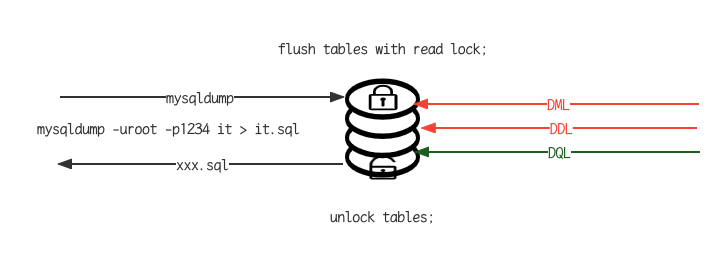 flush tables with read lock;
mysqldump
DML
mysqldump -uroot -p1234 it > it.sql
DDL
DQL
xxx.sql
unlock tables;